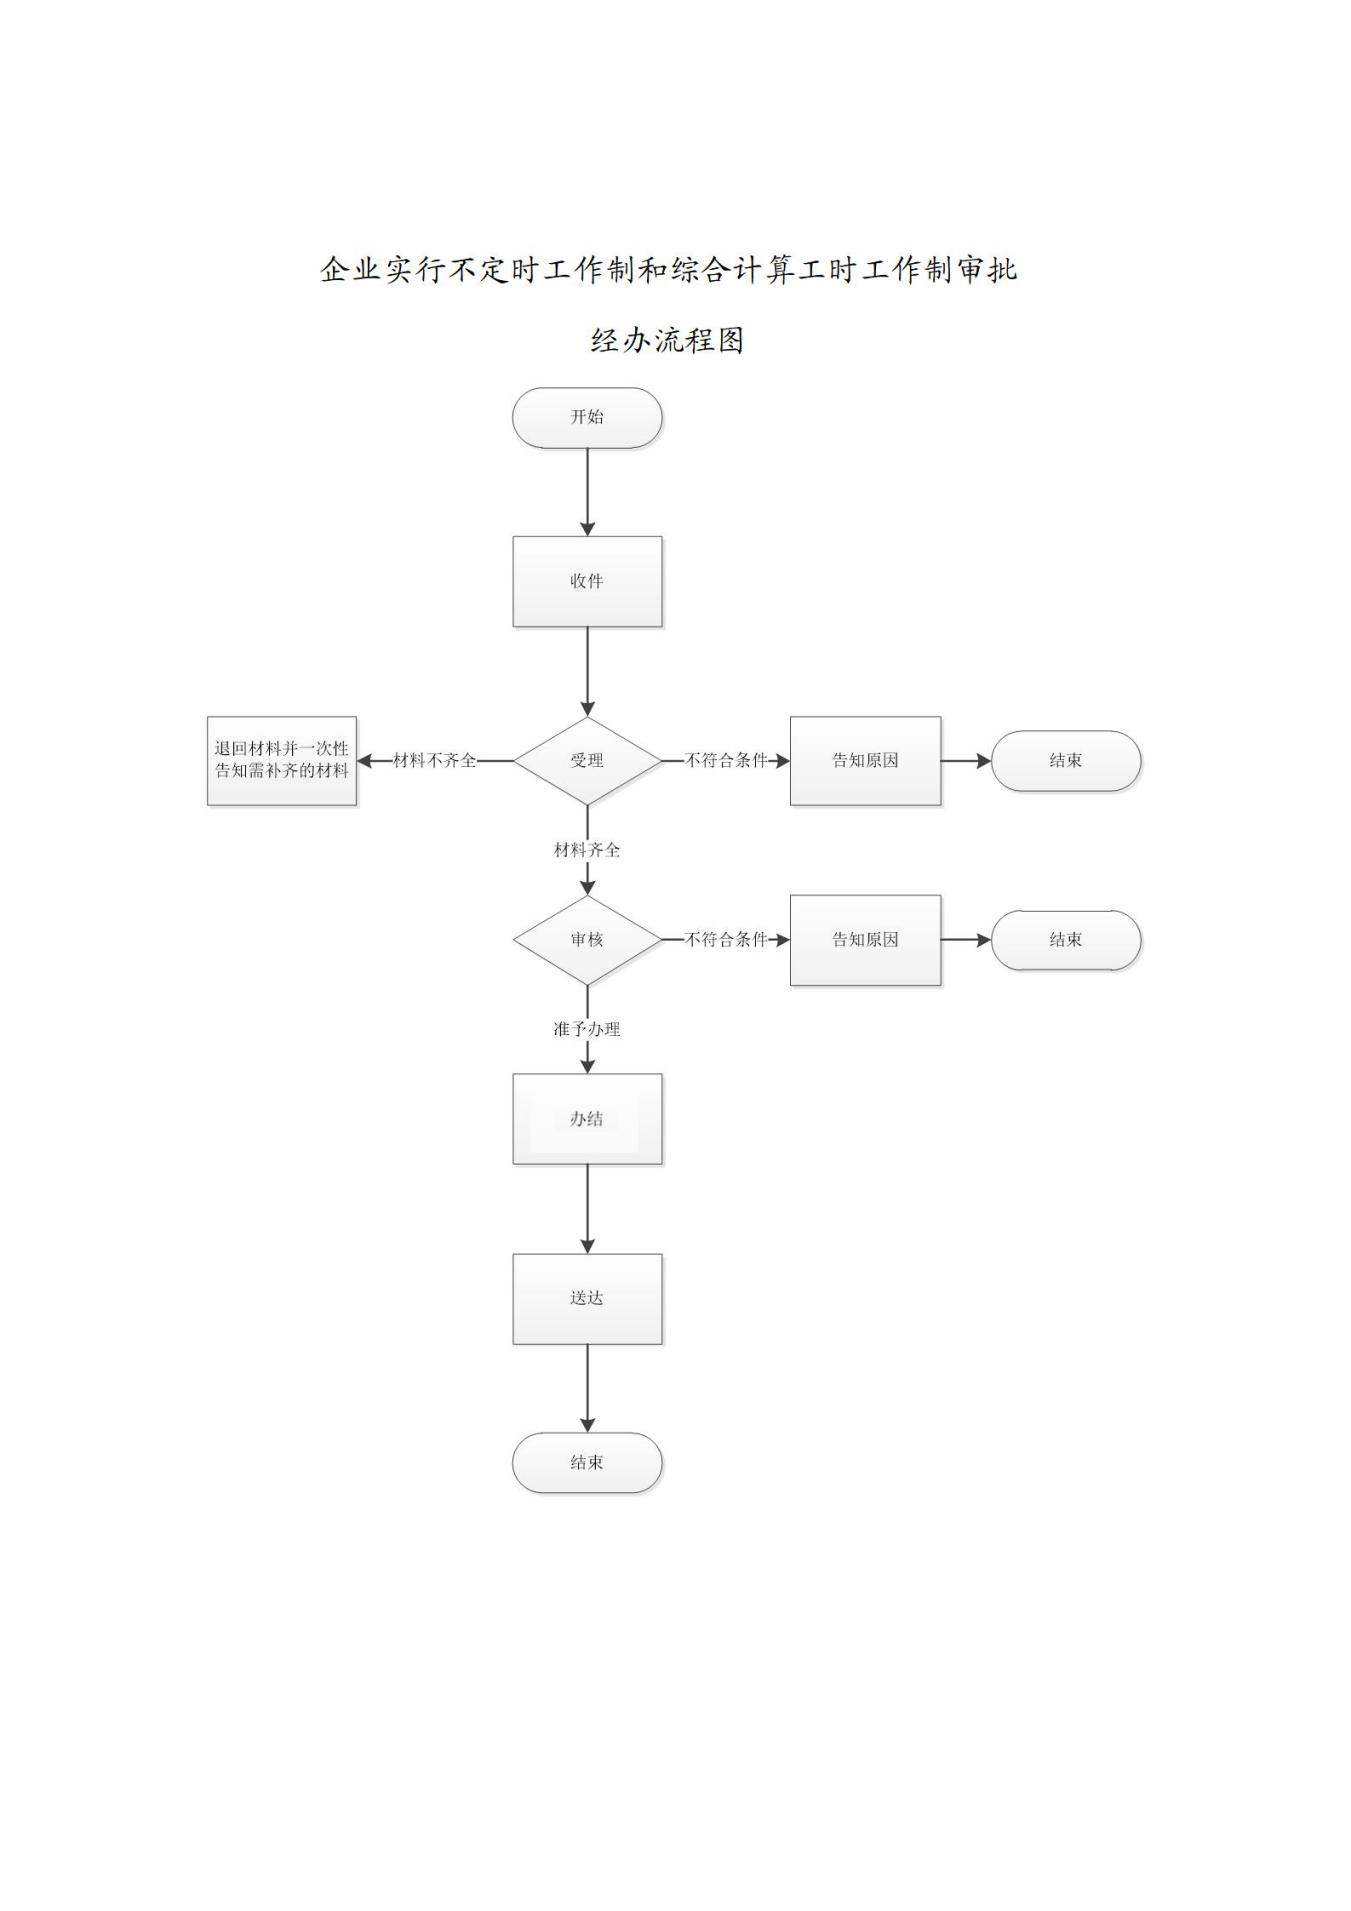 企业实行不定时工作制和综合计算工时工作制审批
经办流程图
开始
收件
退回材料并一次性
告知需补齐的材料
材料不齐全
受理
不符合条件
告知原因
结束
材料齐全
审核
不符合条件
告知原因
结束
准予办理
办结
送达
结束